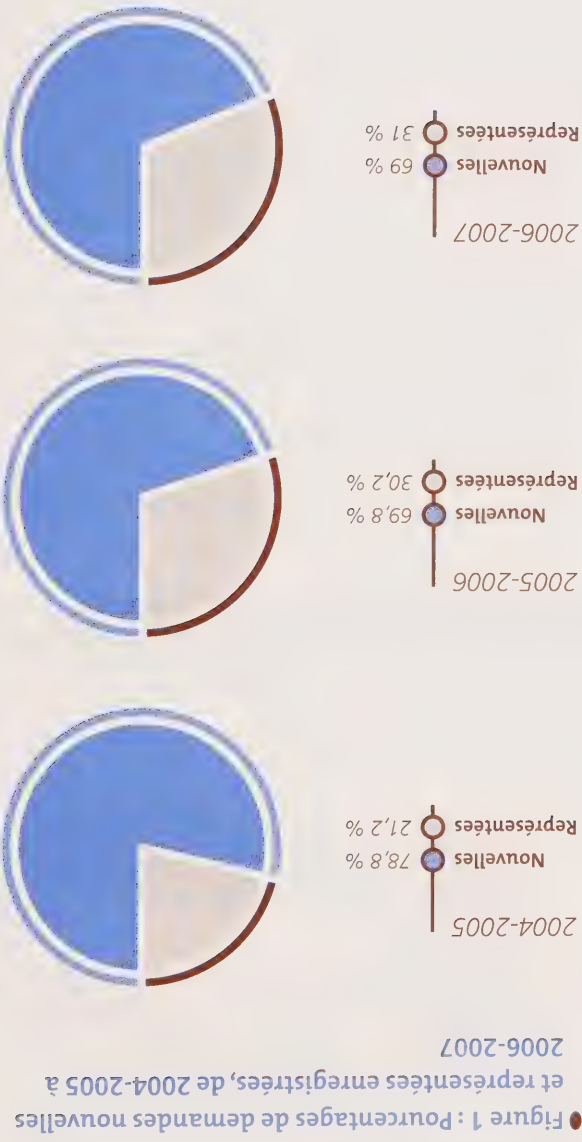 Figure 1 : Pourcentages de demandes nouvelles
et représentées enregistrées, de 2004-2005 à
2006-2007
2004-2005
Nouvelles 78,8 %
Représentées 21,2 %
2005-2006
Nouvelles 69,8 %
Représentées 30,2 %
2006-2007
Nouvelles 69 %
Représentées 31 %